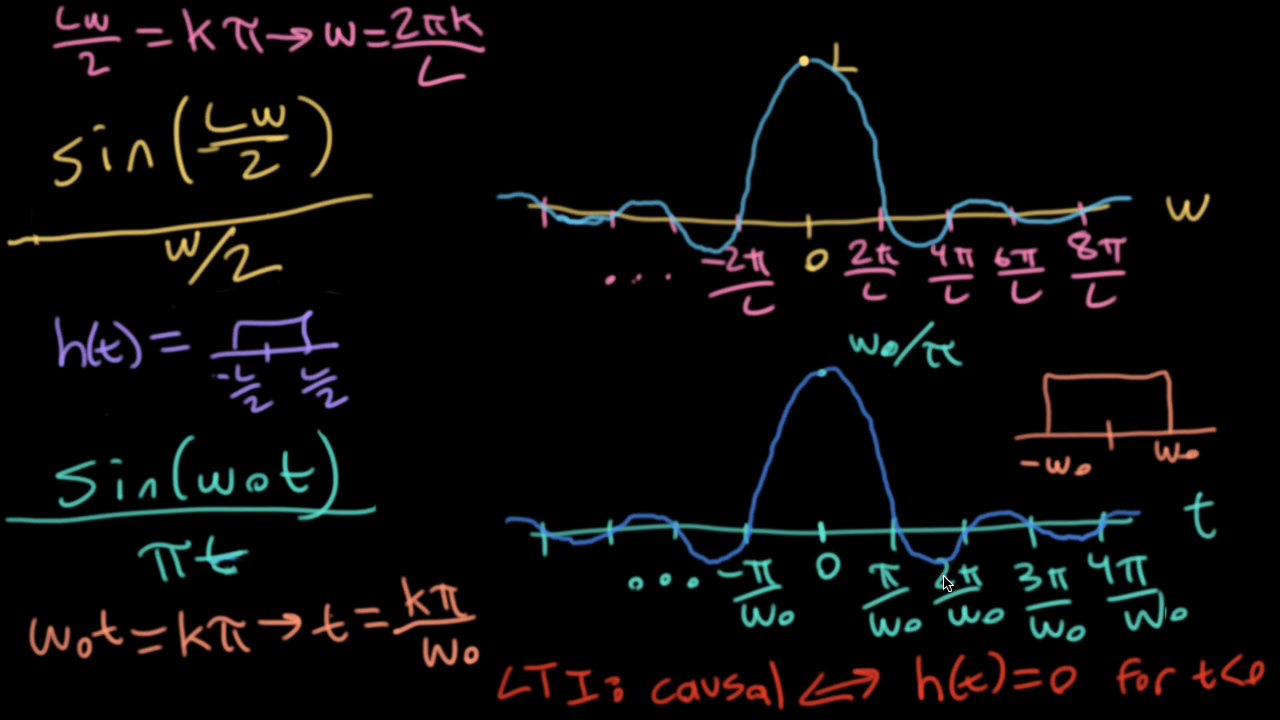 Lw/2 = kπ → w = 2πk/L
sin(Lw/2)
w/2
h(t) =
-L/2 L/2
sin(w₀t)
πt
w₀t = kπ → t = kπ/w₀
L
w
... -2π/L 0 2π/L 4π/L 6π/L 8π/L
w₀/π
-w₀ w₀
t
... -π/w₀ 0 π/w₀ 2π/w₀ 3π/w₀ 4π/w₀
LTI: causal ⟺ h(t)=0 for t<0